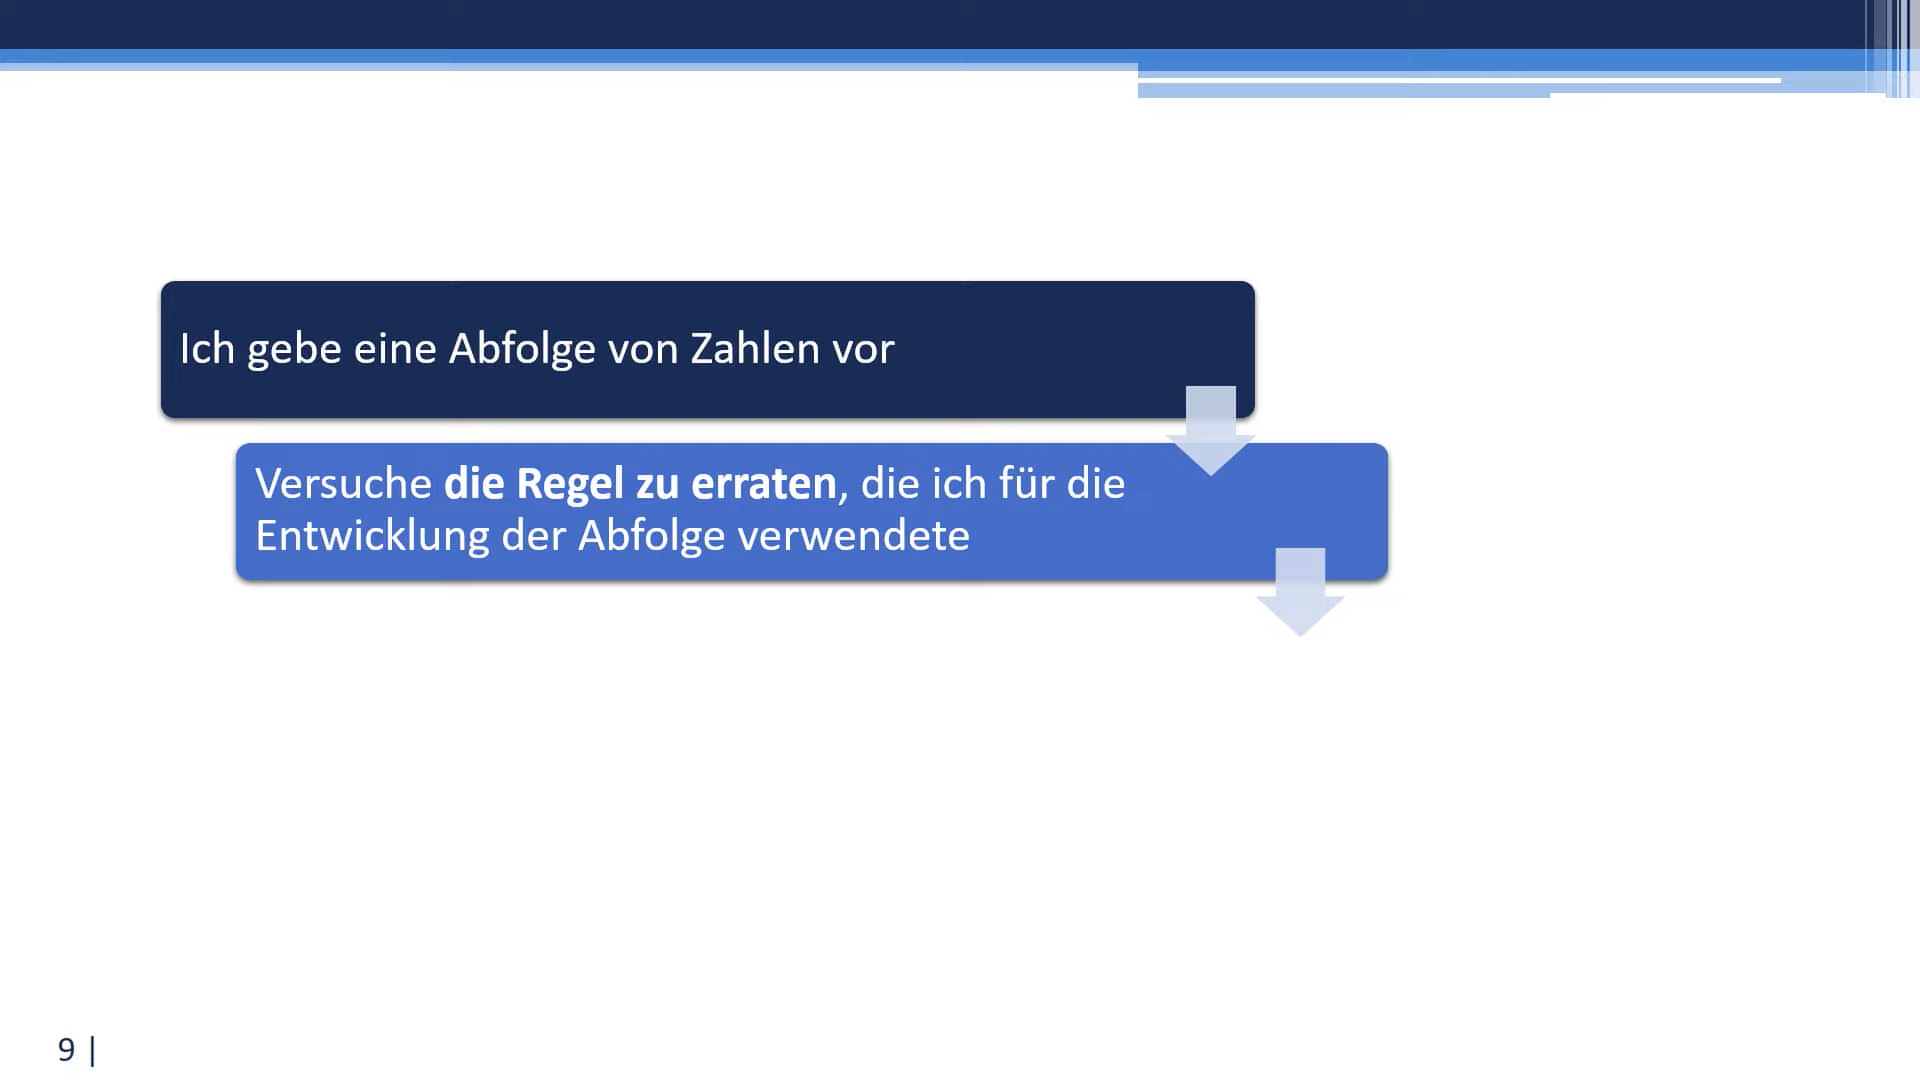 Ich gebe eine Abfolge von Zahlen vor
Versuche die Regel zu erraten, die ich für die
Entwicklung der Abfolge verwendete
9 |